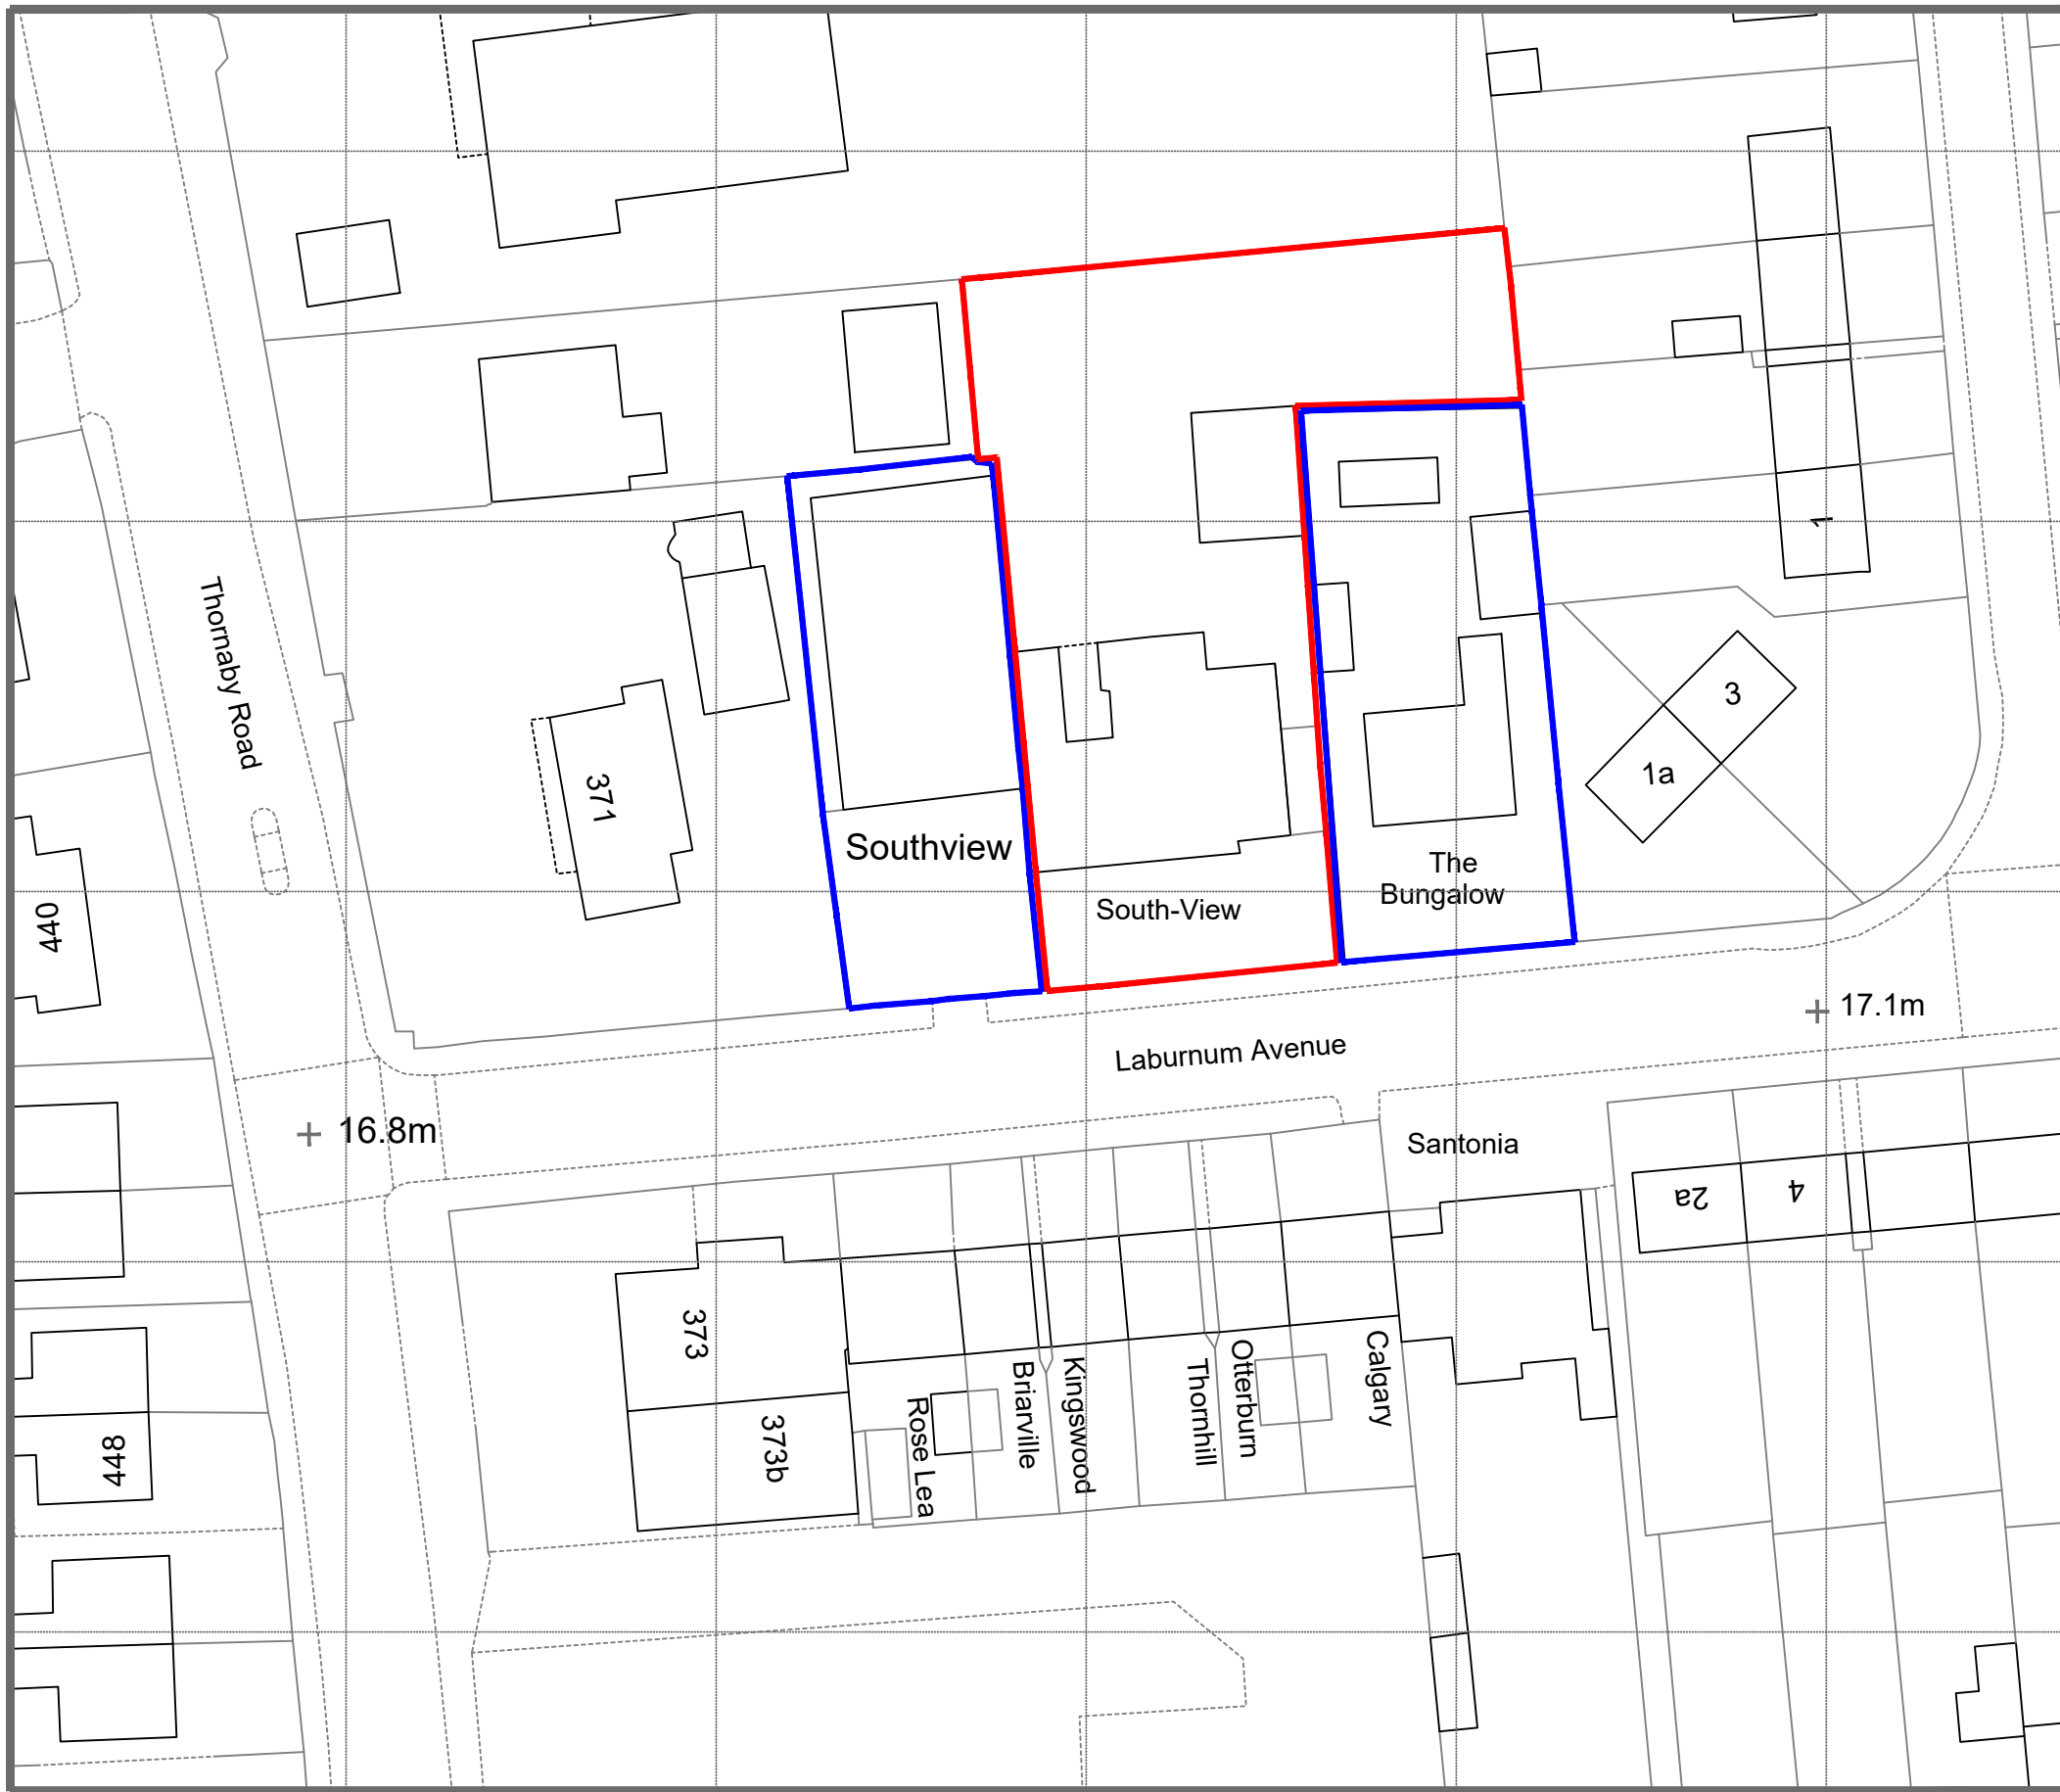 1
Thornaby Road
3
1a
371
Southview
The
Bungalow
South-View
440
17.1m
Laburnum Avenue
16.8m
Santonia
2a
4
373
373b
Rose Lea
Briarville
Kingswood
Thornhill
Otterburn
Calgary
448